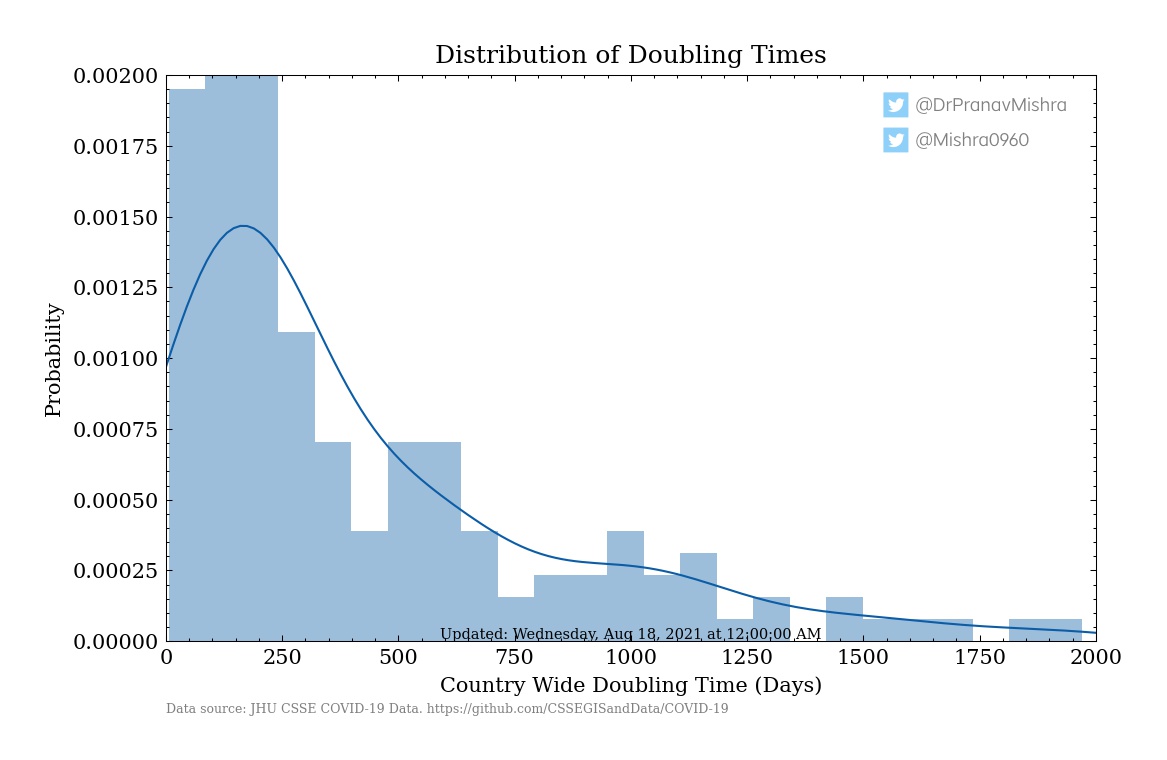 Distribution of Doubling Times
@DrPranavMishra
@Mishra0960
Probability
0.00200
0.00175
0.00150
0.00125
0.00100
0.00075
0.00050
0.00025
0.00000
Updated: Wednesday, Aug 18, 2021 at 12:00:00 AM
0 250 500 750 1000 1250 1500 1750 2000
Country Wide Doubling Time (Days)
Data source: JHU CSSE COVID-19 Data. https://github.com/CSSEGISandData/COVID-19